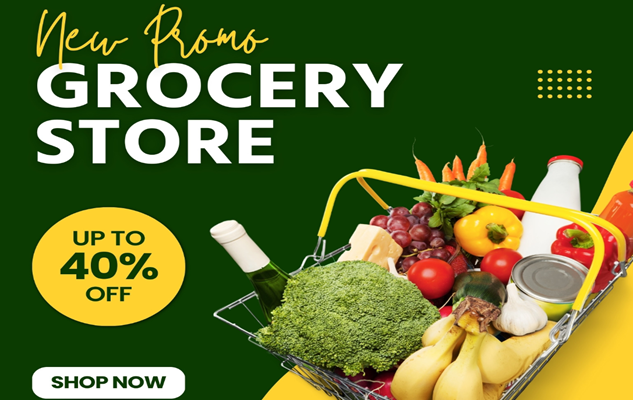 New Promo
GROCERY
STORE
UP TO
40%
OFF
SHOP NOW